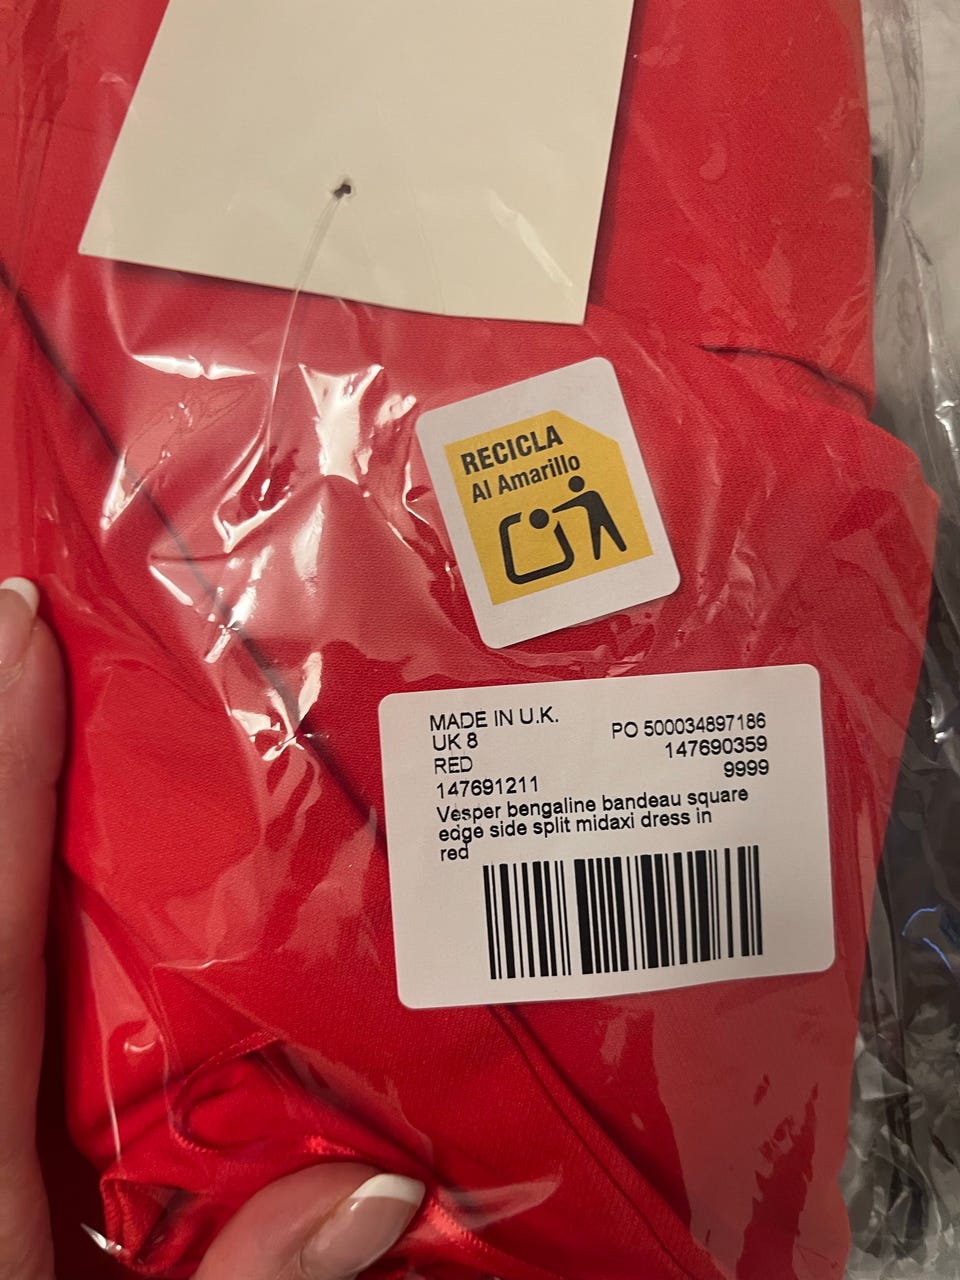 RECICLA
Al Amarillo
MADE IN U.K.
UK 8
RED
147691211
PO 500034897186
147690359
9999
Vesper bengaline bandeau square
edge side split midaxi dress in
red